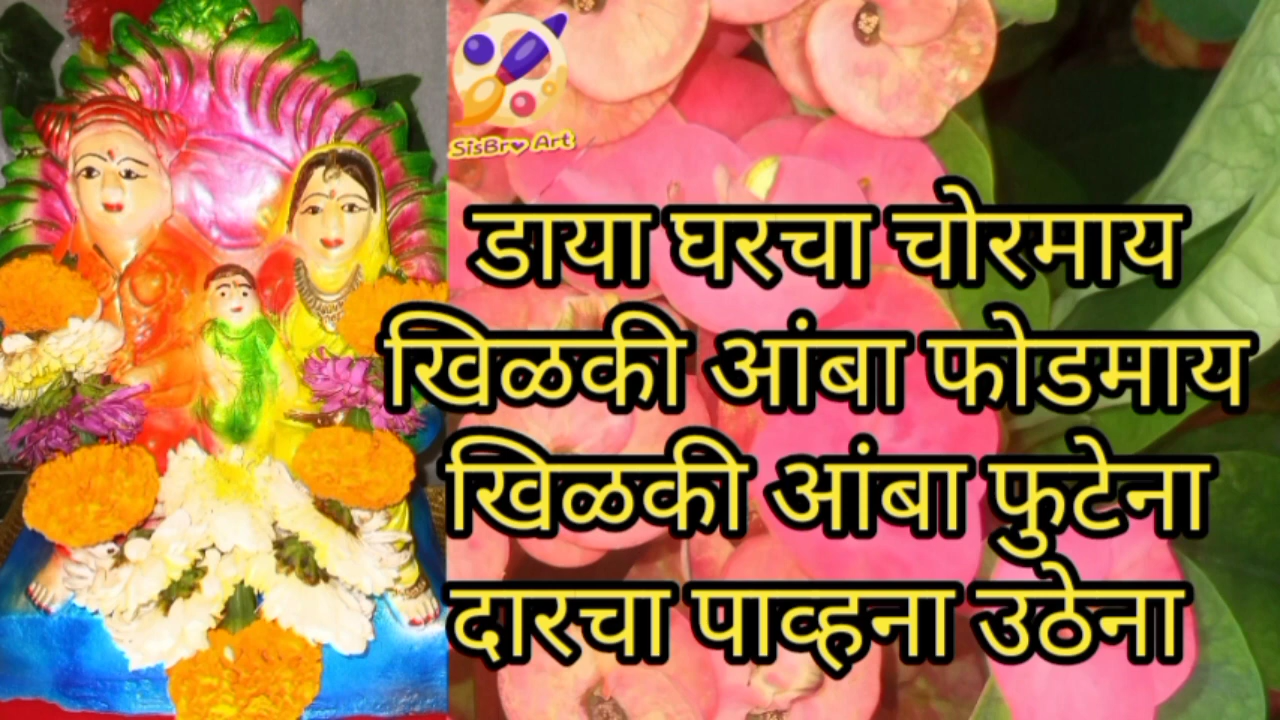 SisBro Art
डाया घरचा चोरमाय
खिळकी आंबा फोडमाय
खिळकी आंबा फुटेना
दारचा पाव्हना उठेना